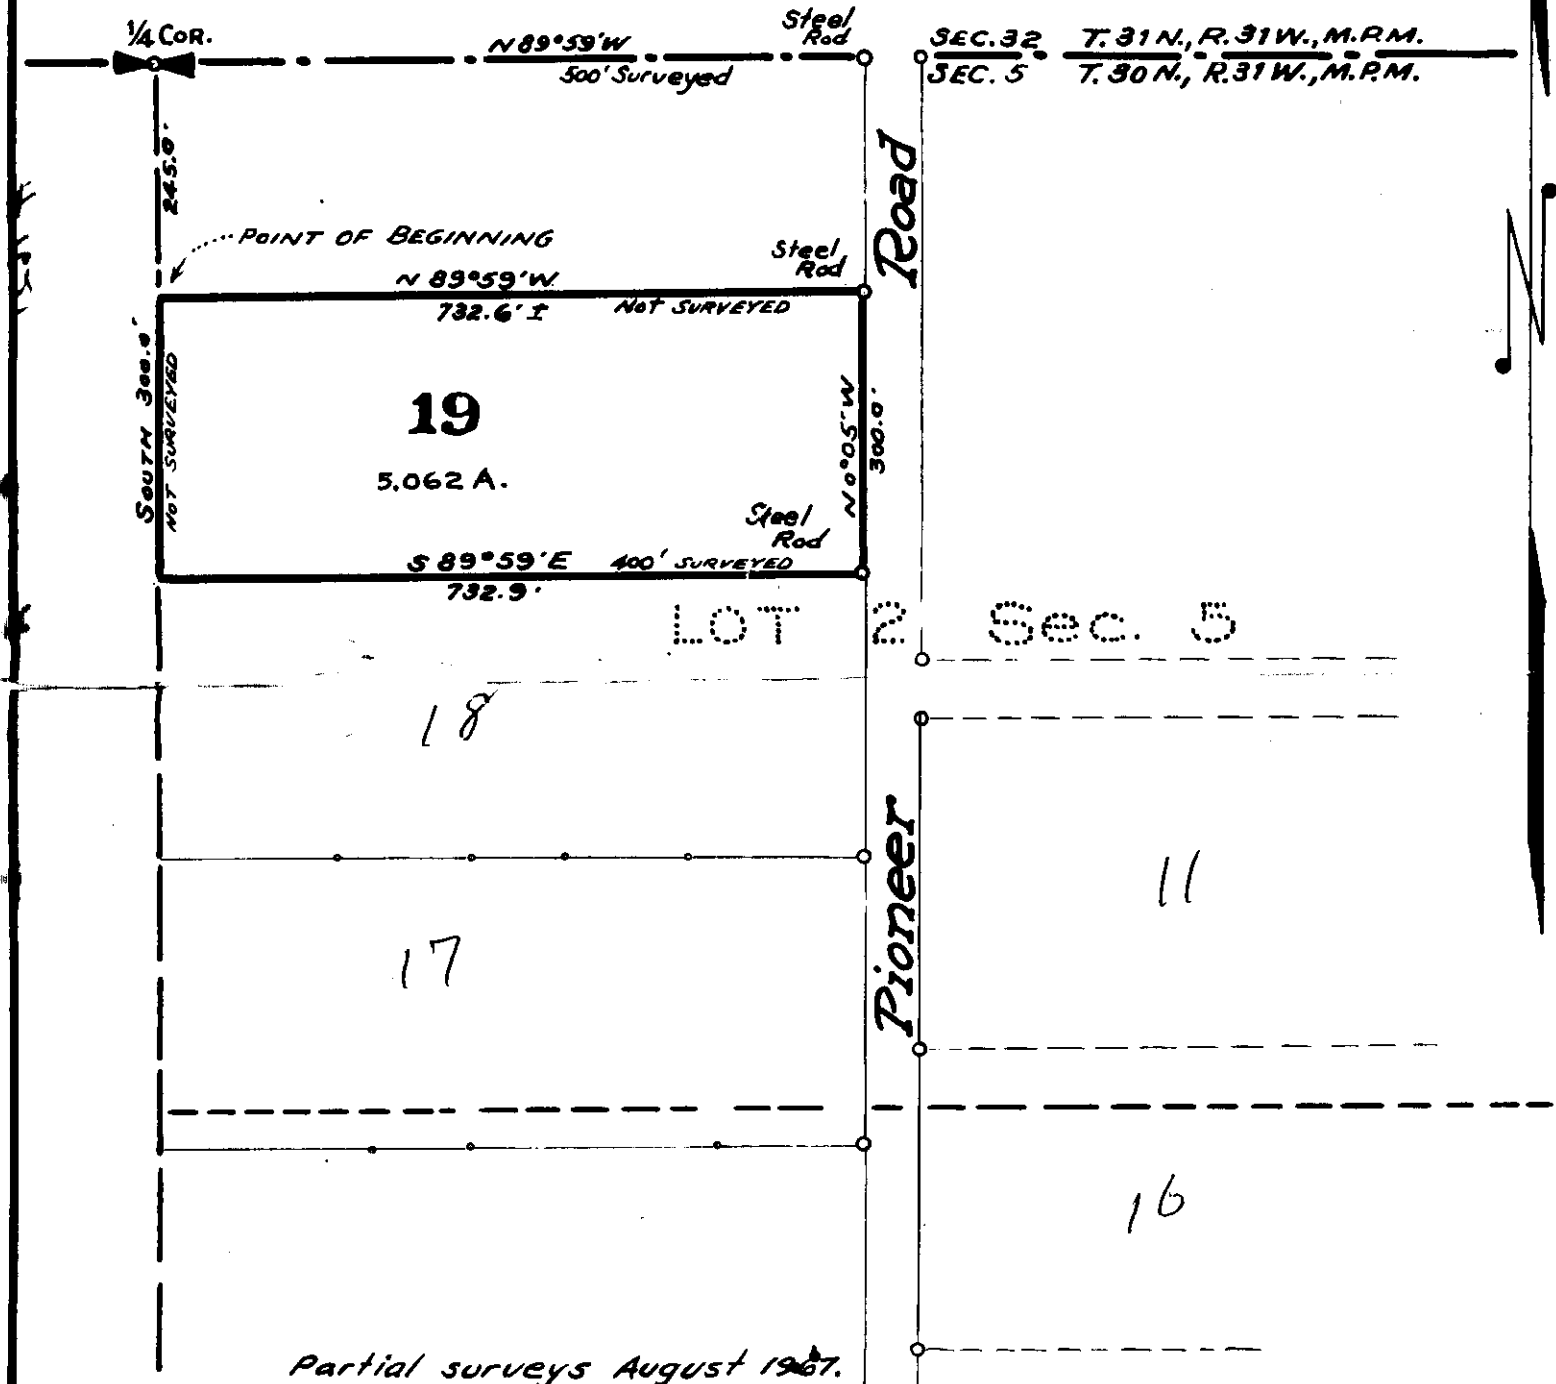 1/4 COR.
N 89°59'W
500' Surveyed
Steel
Rod
SEC. 32 T. 31 N., R. 31 W., M.P.M.
SEC. 5 T. 30 N., R. 31 W., M.P.M.
245.0'
POINT OF BEGINNING
Steel
Rod
Road
N 89°59'W
732.6' ± NOT SURVEYED
SOUTH 300.0'
NOT SURVEYED
19
5.062 A.
N 0°05'W
300.0'
Steel
Rod
S 89°59'E 400' SURVEYED
732.9'
LOT 2 Sec. 5
18
Pioneer
11
17
16
Partial surveys August 1967.
N